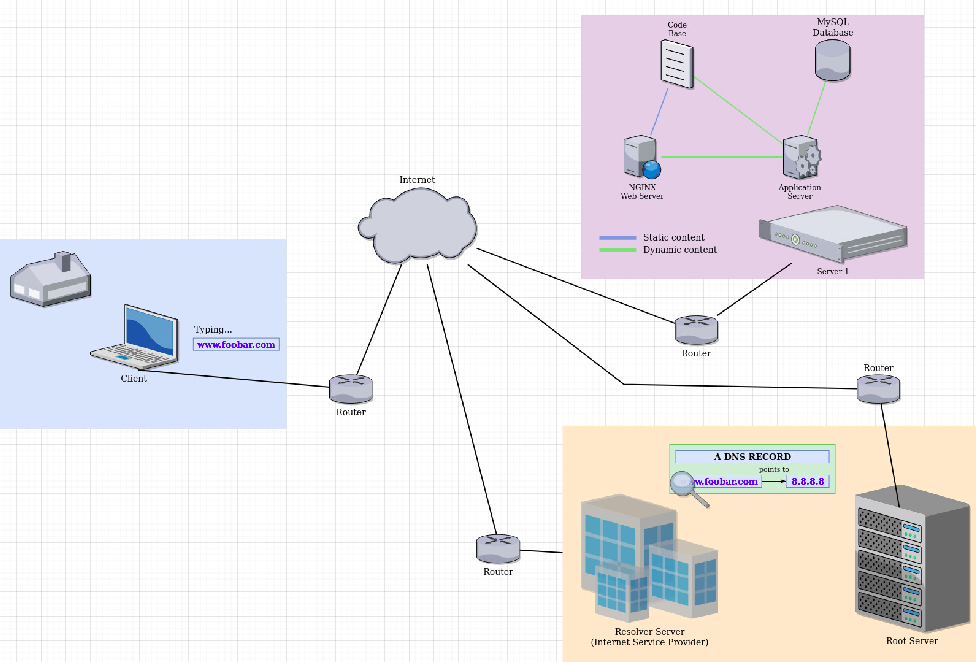 Code
Base
MySQL
Database
NGINX
Web Server
Application
Server
Static content
Dynamic content
Server 1
Internet
Typing...
www.foobar.com
Client
Router
Router
Router
A DNS RECORD
points to
w.foobar.com
8.8.8.8
Router
Resolver Server
(Internet Service Provider)
Root Server